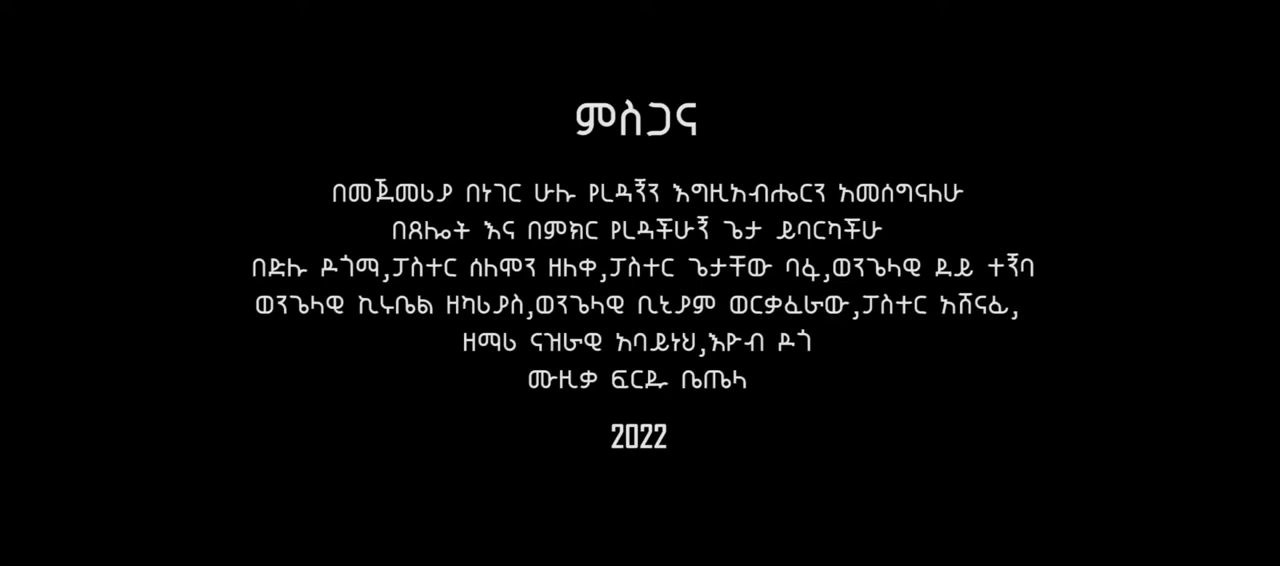 ምስጋና
በመጀመሪያ በነገር ሁሉ የረዳኝን እግዚአብሔርን አመሰግናለሁ
በጸሎት እና በምክር የረዳችሁኝ ጌታ ይባርካችሁ
በድሉ ዶጎማ,ፓስተር ሰለሞን ዘለቀ,ፓስተር ጌታቸው ባፋ,ወንጌላዊ ደይ ተኝባ
ወንጌላዊ ኪሩቤል ዘካሪያስ,ወንጌላዊ ቢኒያም ወርቃፈራው,ፓስተር አሸናፊ,
ዘማሪ ናዝራዊ አባይነህ,እዮብ ዶጎ
ሙዚቃ ፍርዱ ቤጤላ
2022